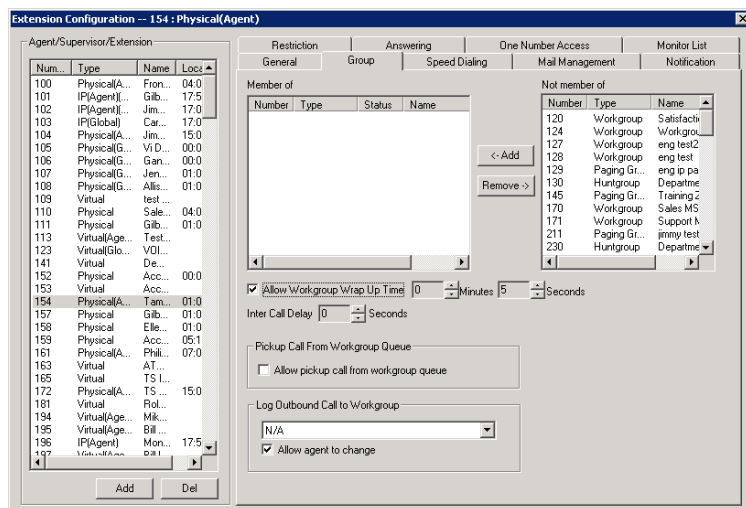 Extension Configuration -- 154 : Physical(Agent)
Agent/Supervisor/Extension
Num... Type Name Loca
100 Physical(A... Fron... 04:0
101 IP(Agent)(... Gilb... 17:5
102 IP(Agent)(... Jim... 17:0
103 IP(Global) Car... 17:0
104 Physical(A... Jim... 15:0
105 Physical(G... Vi D... 00:0
106 Physical(G... Gan... 00:0
107 Physical(G... Jen... 01:0
108 Physical(G... Allis... 01:0
109 Virtual test ...
110 Physical Sale... 04:0
111 Physical Gilb... 01:0
113 Virtual(Age... Test...
123 Virtual(Glo... VOI...
141 Virtual De...
152 Physical Acc... 00:0
153 Virtual Acc...
154 Physical(A... Tam... 01:0
157 Physical Gilb... 01:0
158 Physical Elle... 01:0
159 Physical Acc... 05:1
161 Physical(A... Phili... 07:0
163 Virtual AT...
165 Virtual TS I...
172 Physical(A... TS ... 15:0
181 Virtual Rol...
194 Virtual(Age... Mik...
195 Virtual(Age... Bill ...
196 IP(Agent) Mon... 17:5
197 Virtual(Age... Bill I...
Add Del
Restriction Answering One Number Access Monitor List
General Group Speed Dialing Mail Management Notification
Member of
Number Type Status Name
<- Add
Remove ->
Not member of
Number Type Name
120 Workgroup Satisfacti
124 Workgroup Workgrou
127 Workgroup eng test2
128 Workgroup eng test
129 Paging Gr... eng ip pa
130 Huntgroup Departme
145 Paging Gr... Training 2
170 Workgroup Sales MS
171 Workgroup Support M
211 Paging Gr... jimmy test
230 Huntgroup Departme
Allow Workgroup Wrap Up Time 0 Minutes 5 Seconds
Inter Call Delay 0 Seconds
Pickup Call From Workgroup Queue
Allow pickup call from workgroup queue
Log Outbound Call to Workgroup
N/A
Allow agent to change